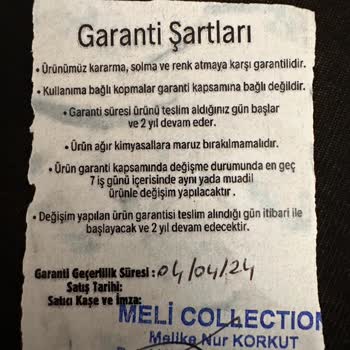 Garanti Şartları
• Ürünümüz kararma, solma ve renk atmaya karşı garantilidir.
• Kullanıma bağlı kopmalar garanti kapsamına bağlı değildir.
• Garanti süresi ürünü teslim aldığınız gün başlar
ve 2 yıl devam eder.
• Ürün ağır kimyasallara maruz bırakılmamalıdır.
• Ürün garanti kapsamında değişme durumunda en geç
7 iş günü içerisinde aynı yada muadil
ürünle değişim yapılacaktır .
• Değişim yapılan ürün garantisi teslim alındığı gün itibari ile
başlayacak ve 2 yıl devam edecektir.
Garanti Geçerlilik Süresi : 04/04/24
Satış Tarihi:
Satıcı Kaşe ve İmza:
MELİ COLLECTION
Melike Nur KORKUT